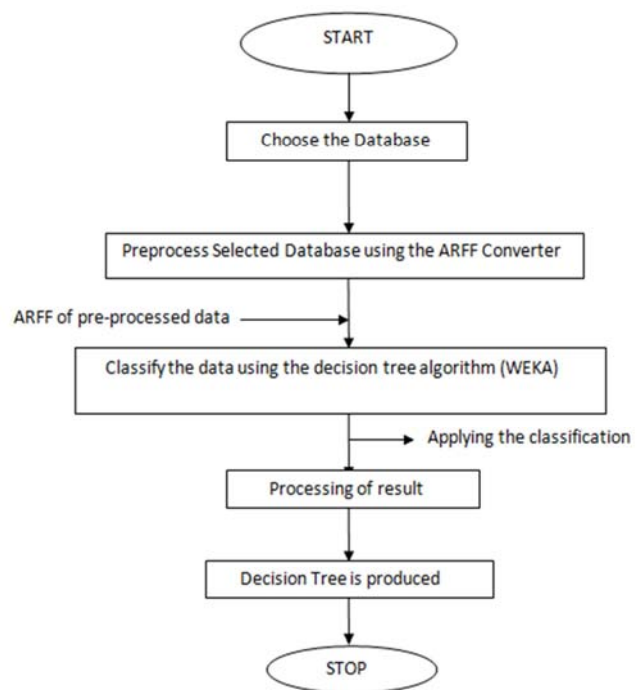 START
Choose the Database
Preprocess Selected Database using the ARFF Converter
ARFF of pre-processed data
Classify the data using the decision tree algorithm (WEKA)
Applying the classification
Processing of result
Decision Tree is produced
STOP